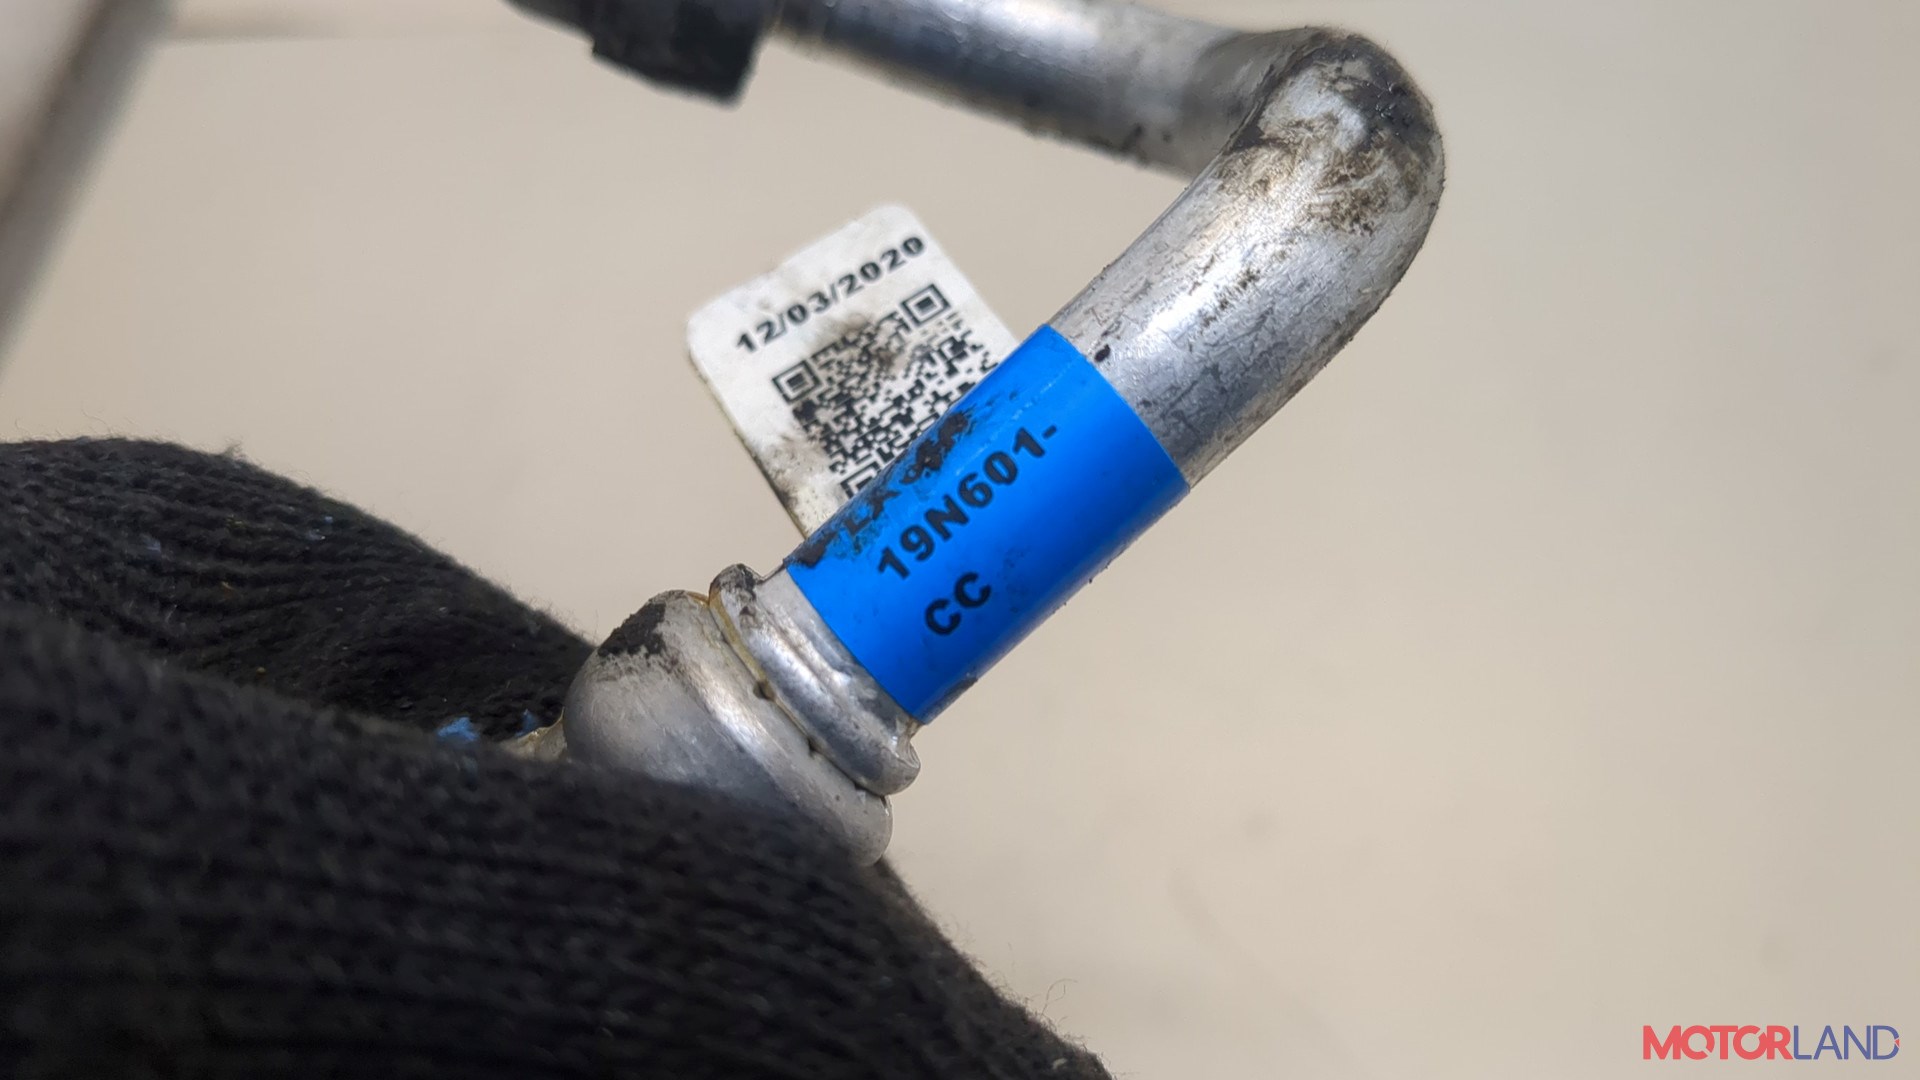 12/03/2020
19N601-
CC
MOTORLAND